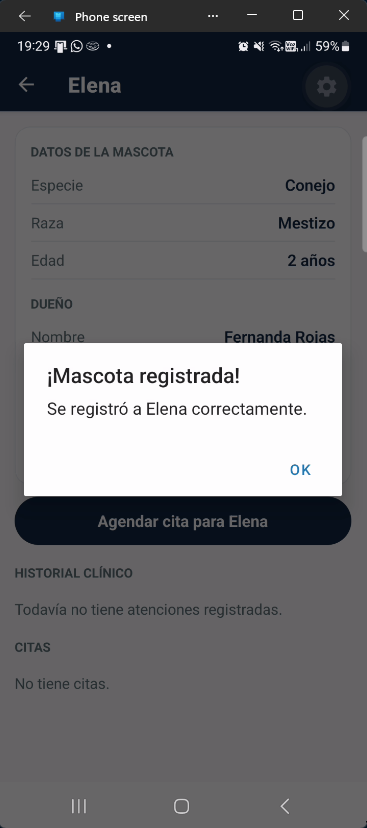 Phone screen
19:29
59%
Elena
DATOS DE LA MASCOTA
Especie Conejo
Raza Mestizo
Edad 2 años
DUEÑO
Nombre Fernanda Rojas
¡Mascota registrada!
Se registró a Elena correctamente.
OK
Agendar cita para Elena
HISTORIAL CLÍNICO
Todavía no tiene atenciones registradas.
CITAS
No tiene citas.